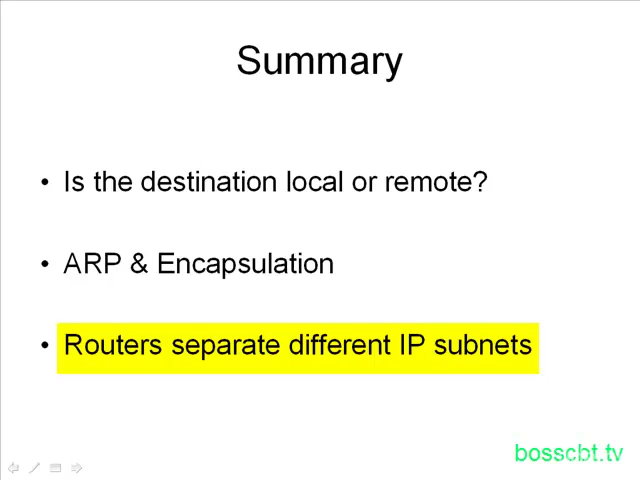 Summary
• Is the destination local or remote?
• ARP & Encapsulation
• Routers separate different IP subnets
bosscbt.tv